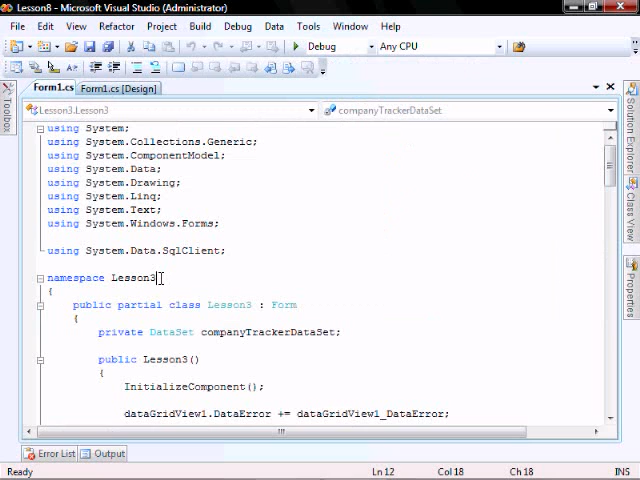 Lesson8 - Microsoft Visual Studio (Administrator)
File Edit View Refactor Project Build Debug Data Tools Window Help
Debug Any CPU
Form1.cs Form1.cs [Design]
Lesson3.Lesson3 companyTrackerDataSet
Toolbox
Solution Explorer
Class View
Properties
using System;
using System.Collections.Generic;
using System.ComponentModel;
using System.Data;
using System.Drawing;
using System.Linq;
using System.Text;
using System.Windows.Forms;
using System.Data.SqlClient;
namespace Lesson3
{
public partial class Lesson3 : Form
{
private DataSet companyTrackerDataSet;
public Lesson3()
{
InitializeComponent();
dataGridView1.DataError += dataGridView1_DataError;
Error List Output
Ready Ln 12 Col 18 Ch 18 INS